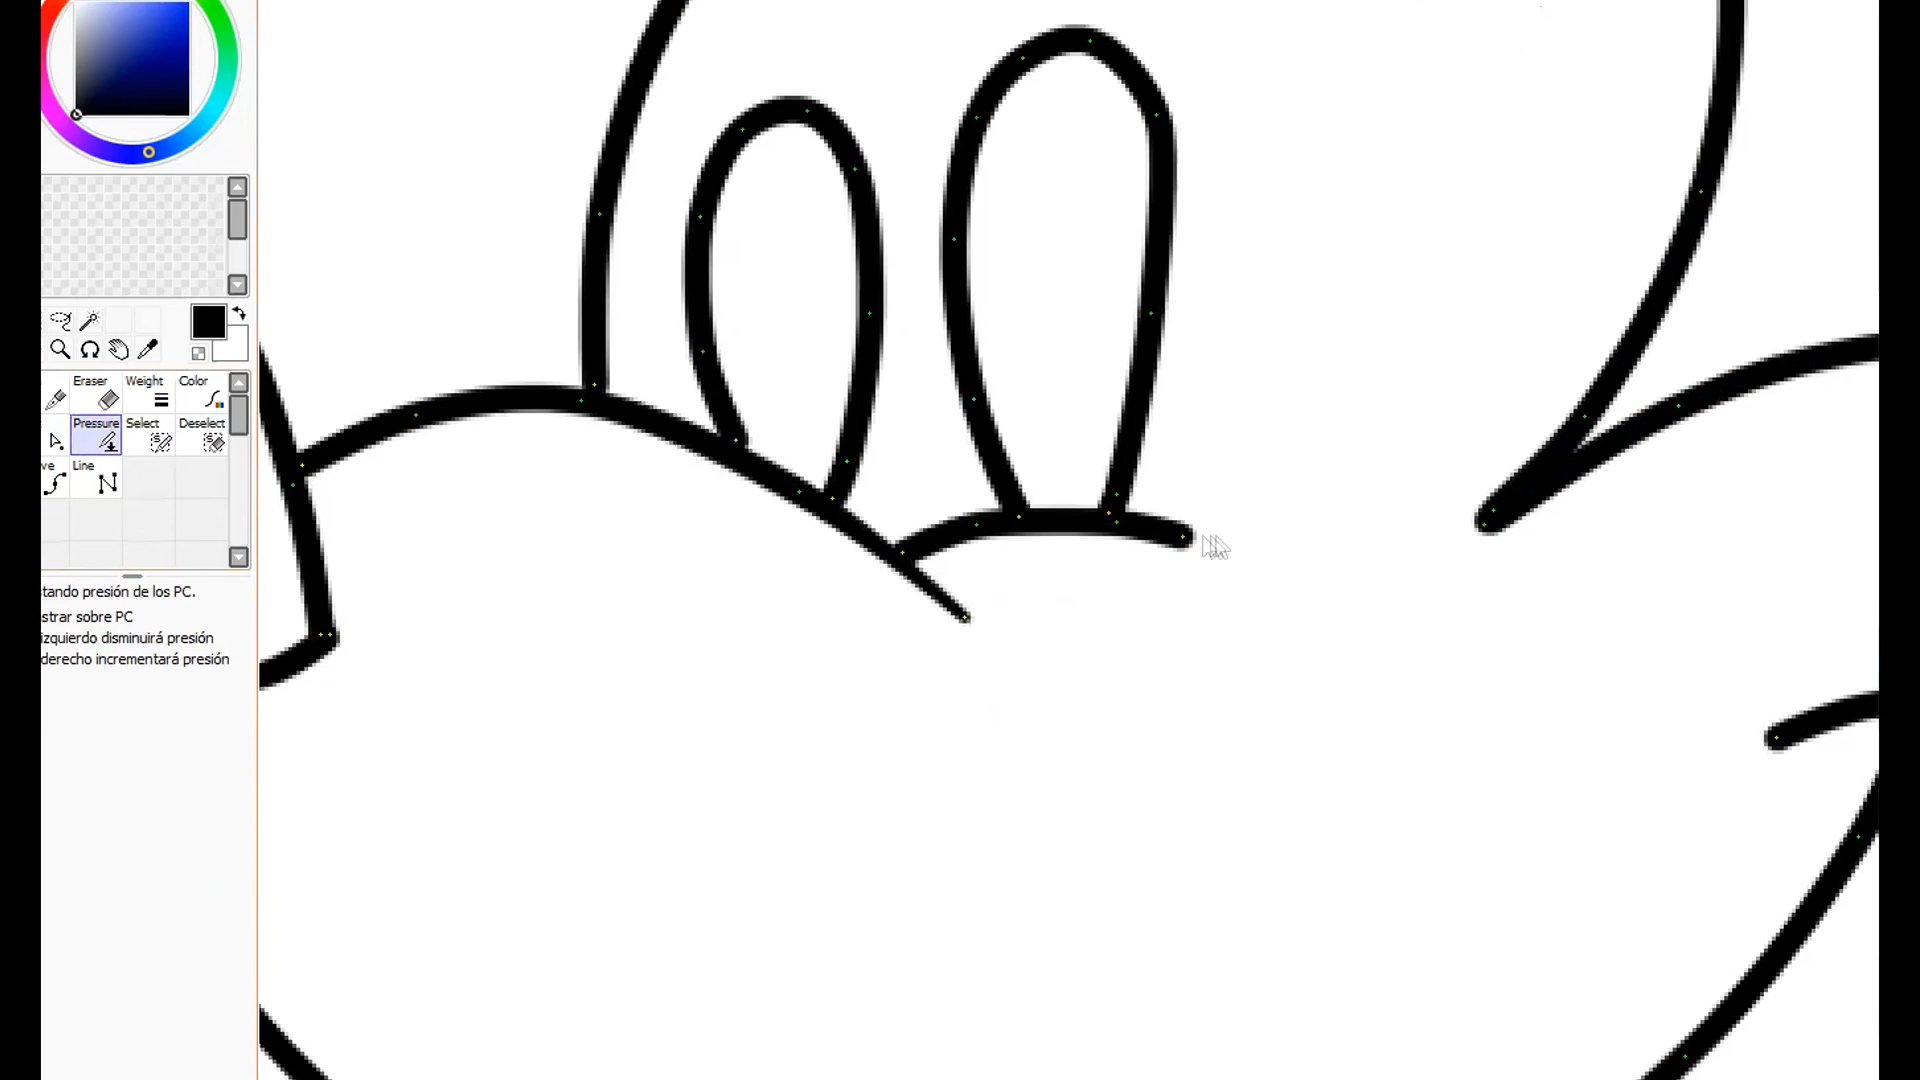 Eraser Weight Color
Pressure Select Deselect
ve Line
tando presión de los PC.
strar sobre PC
izquierdo disminuirá presión
derecho incrementará presión